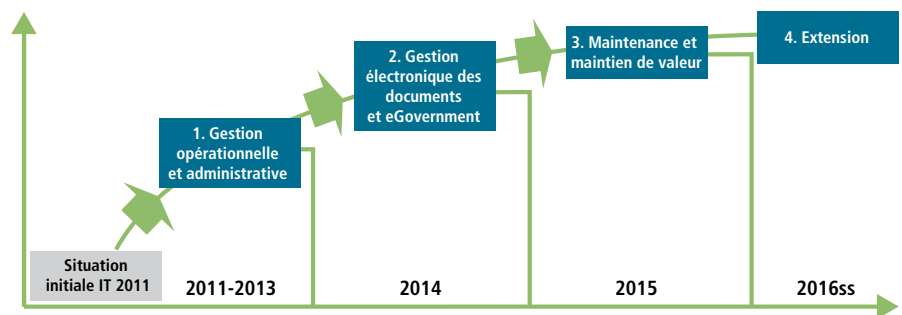 4. Extension
3. Maintenance et
maintien de valeur
2. Gestion
électronique des
documents
et eGovernment
1. Gestion
opérationnelle
et administrative
Situation
initiale IT 2011
2011-2013
2014
2015
2016ss